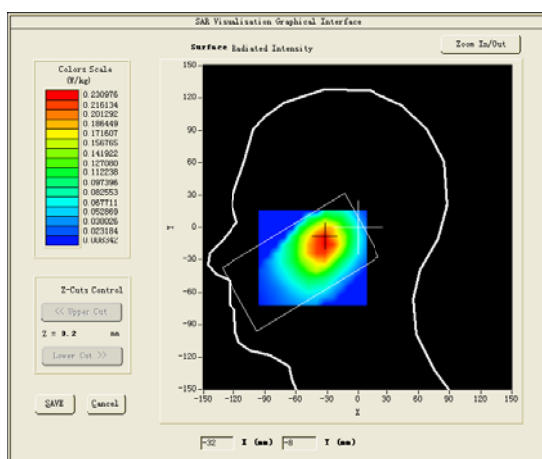 SAR Visualisation Graphical Interface
Surface Radiated Intensity
Zoom In/Out
Colors Scale
(W/kg)
0.230976
0.216134
0.201292
0.186449
0.171607
0.156765
0.141922
0.127080
0.112238
0.097396
0.082553
0.067711
0.052869
0.038026
0.023184
0.008342
150
120
90
60
30
Y
0
-30
-60
-90
-120
-150
-150 -120 -90 -60 -30 0 30 60 90 120 150
X
Z-Cuts Control
<< Upper Cut
Z = 0.2 mm
Lower Cut >>
SAVE
Cancel
-32 X (mm) -8 Y (mm)